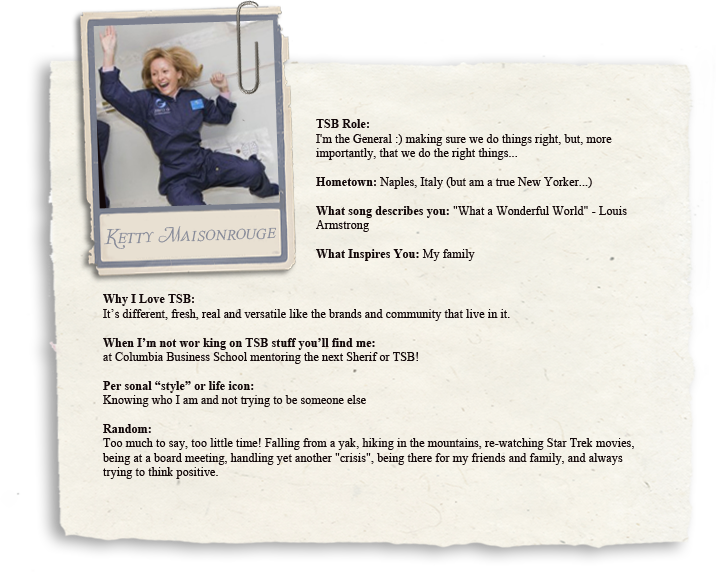 TSB Role:
I'm the General :) making sure we do things right, but, more
importantly, that we do the right things...
Hometown: Naples, Italy (but am a true New Yorker...)
What song describes you: "What a Wonderful World" - Louis
Armstrong
What Inspires You: My family
Ketty Maisonrouge
Why I Love TSB:
It's different, fresh, real and versatile like the brands and community that live in it.
When I'm not wor king on TSB stuff you'll find me:
at Columbia Business School mentoring the next Sherif or TSB!
Per sonal “style” or life icon:
Knowing who I am and not trying to be someone else
Random:
Too much to say, too little time! Falling from a yak, hiking in the mountains, re-watching Star Trek movies,
being at a board meeting, handling yet another "crisis", being there for my friends and family, and always
trying to think positive.